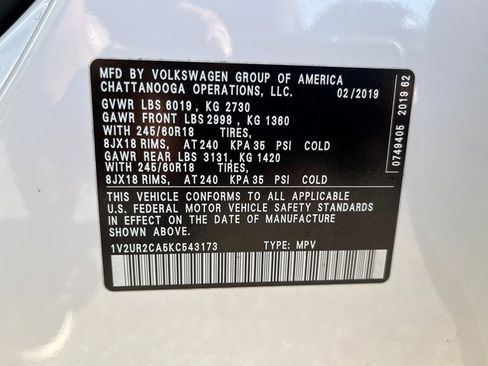 MFD BY VOLKSWAGEN GROUP OF AMERICA
CHATTANOOGA OPERATIONS, LLC. 02/2019
GVWR LBS 6019 , KG 2730
GAWR FRONT LBS 2998 , KG 1360
WITH 245/60R18 TIRES,
8JX18 RIMS, AT 240 KPA 35 PSI COLD
GAWR REAR LBS 3131, KG 1420
WITH 245/60R18 TIRES,
8JX18 RIMS, AT 240 KPA 35 PSI COLD
THIS VEHICLE CONFORMS TO ALL APPLICABLE
U.S. FEDERAL MOTOR VEHICLE SAFETY STANDARDS
IN EFFECT ON THE DATE OF MANUFACTURE
SHOWN ABOVE.
1V2UR2CA5KC543173 TYPE: MPV
0749405 2019 62